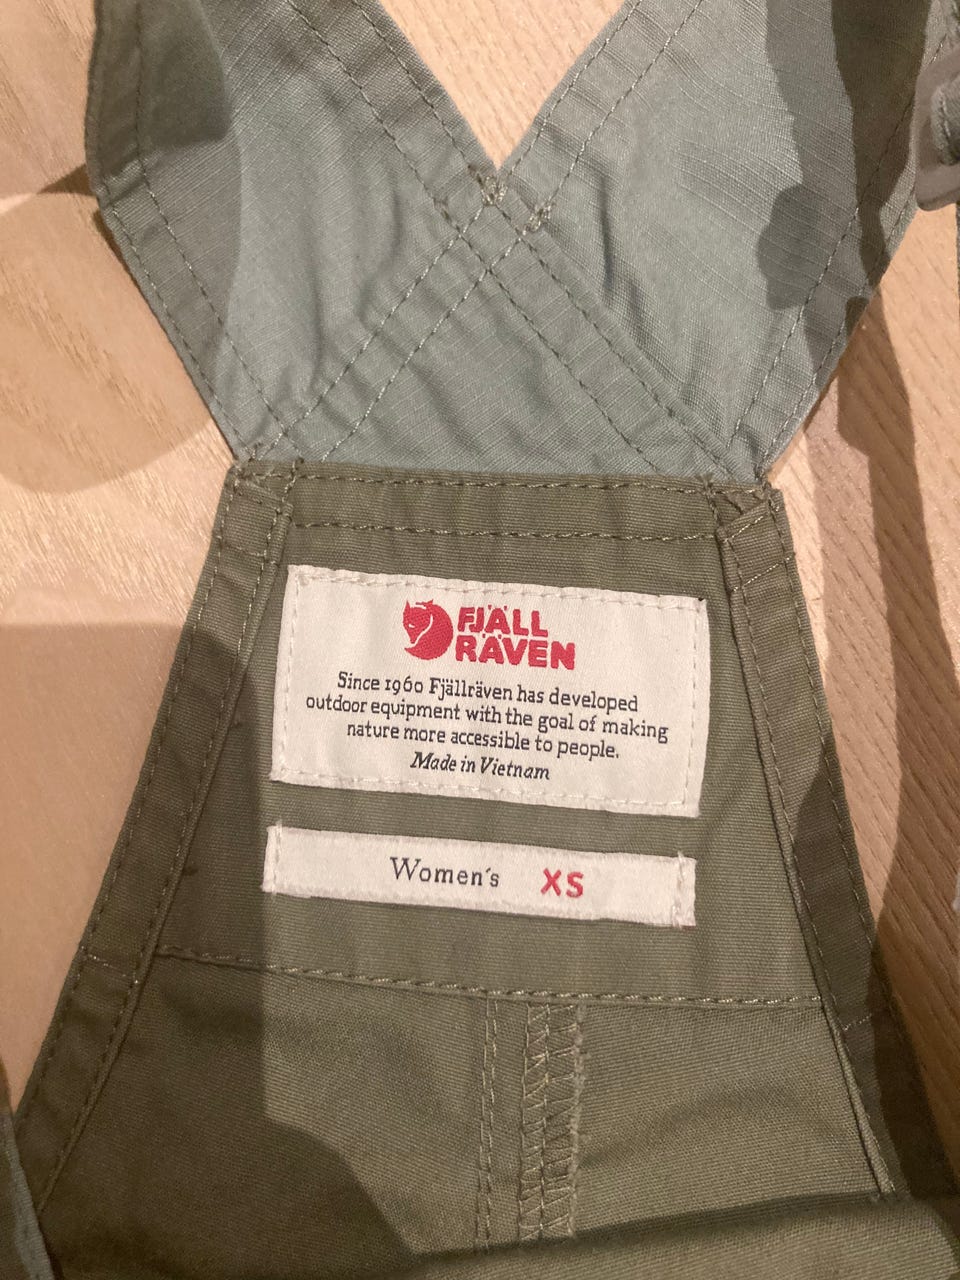 FJÄLL
RÄVEN
Since 1960 Fjällräven has developed
outdoor equipment with the goal of making
nature more accessible to people.
Made in Vietnam
Women´s XS